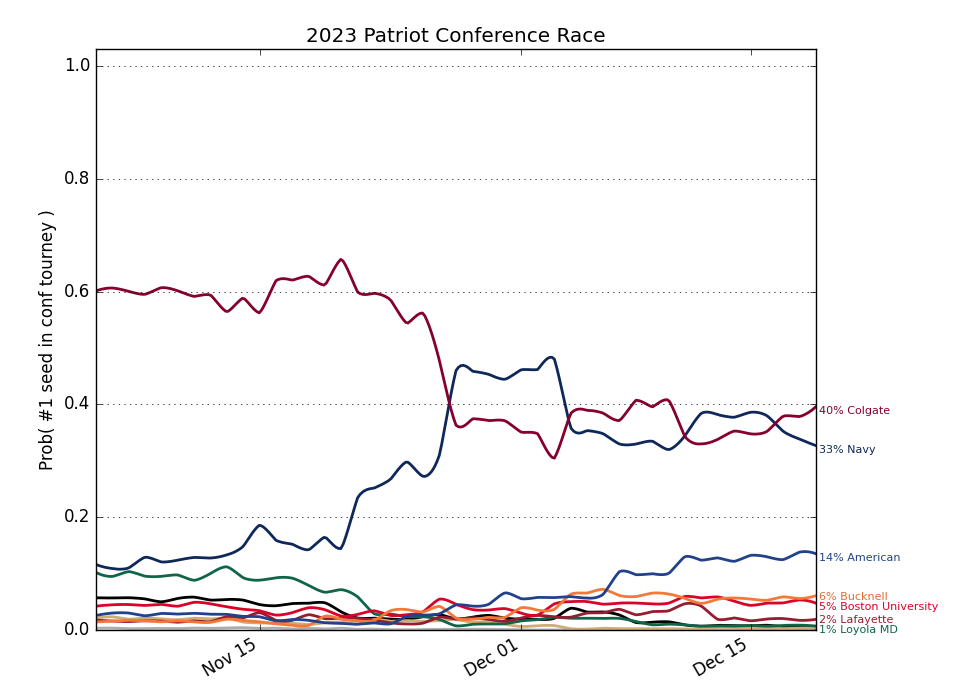 2023 Patriot Conference Race
Prob( #1 seed in conf tourney )
1.0
0.8
0.6
0.4
0.2
0.0
Nov 15
Dec 01
Dec 15
40% Colgate
33% Navy
14% American
6% Bucknell
5% Boston University
2% Lafayette
1% Loyola MD